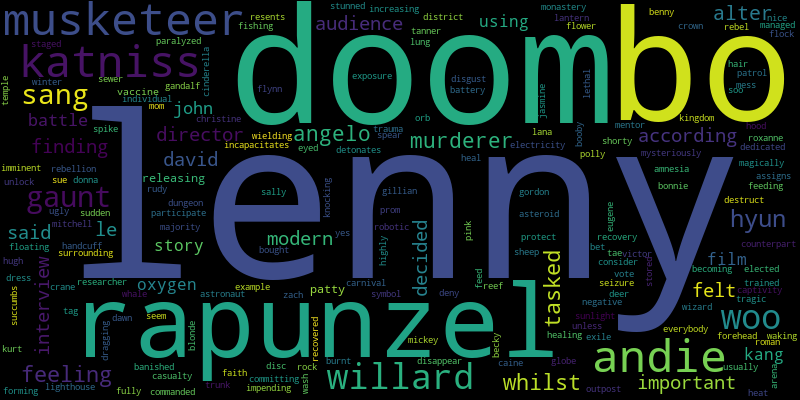 musketeer
resents
stunned
increasing
district
monastery
lantern
benny
crown
alter
nice
managed
flock
staged
paralyzed
fishing
audience
tanner
lung
using
flower
rebel
katniss
cinderella
doom
bo
hair
patrol
mess
soo
temple
winter
sewer
vaccine
gandalf
individual
mom
flynn
exposure
disgust
battery
lethal
jasmine
kingdom
sang
john
christine
orb
battle
spike
director
wielding
incapacitates
angelo
trauma
spear
murderer
lana
electricity
booby
mentor
according
hood
roxanne
dedicated
finding
david
eyed
detonates
heal
shorty
polly
mysteriously
magically
assigns
feeding
imminent
rebellion
unlock
sue
donna
releasing
rudy
lenny
amnesia
bonnie
gaunt
ugly
sudden
mitchell
dungeon
participate
majority
sally
knocking
gillian
prom
gordon
asteroid
eugene
victor
destruct
hyun
counterpart
said
floating
le
handcuff
surrounding
story
modern
yes
robotic
decided
pink
protect
sheep
recovery
bet
tae
consider
film
becoming
elected
hugh
dress
interview
crane
researcher
whale
oxygen
bought
highly
feed
reef
tasked
vote
seizure
deer
negative
stored
captivity
felt
trained
tragic
wizard
succumbs
tag
astronaut
example
zach
patty
carnival
symbol
deny
healing
unless
sunlight
exile
woo
everybody
forehead
waking
roman
kurt
dragging
dawn
seem
blonde
rapunzel
recovered
mickey
becky
disappear
andie
kang
usually
arena
feeling
banished
casualty
faith
disc
rock
burnt
willard
caine
globe
whilst
important
forming
lighthouse
fully
commanded
trunk
committing
impending
wash
outpost
heat